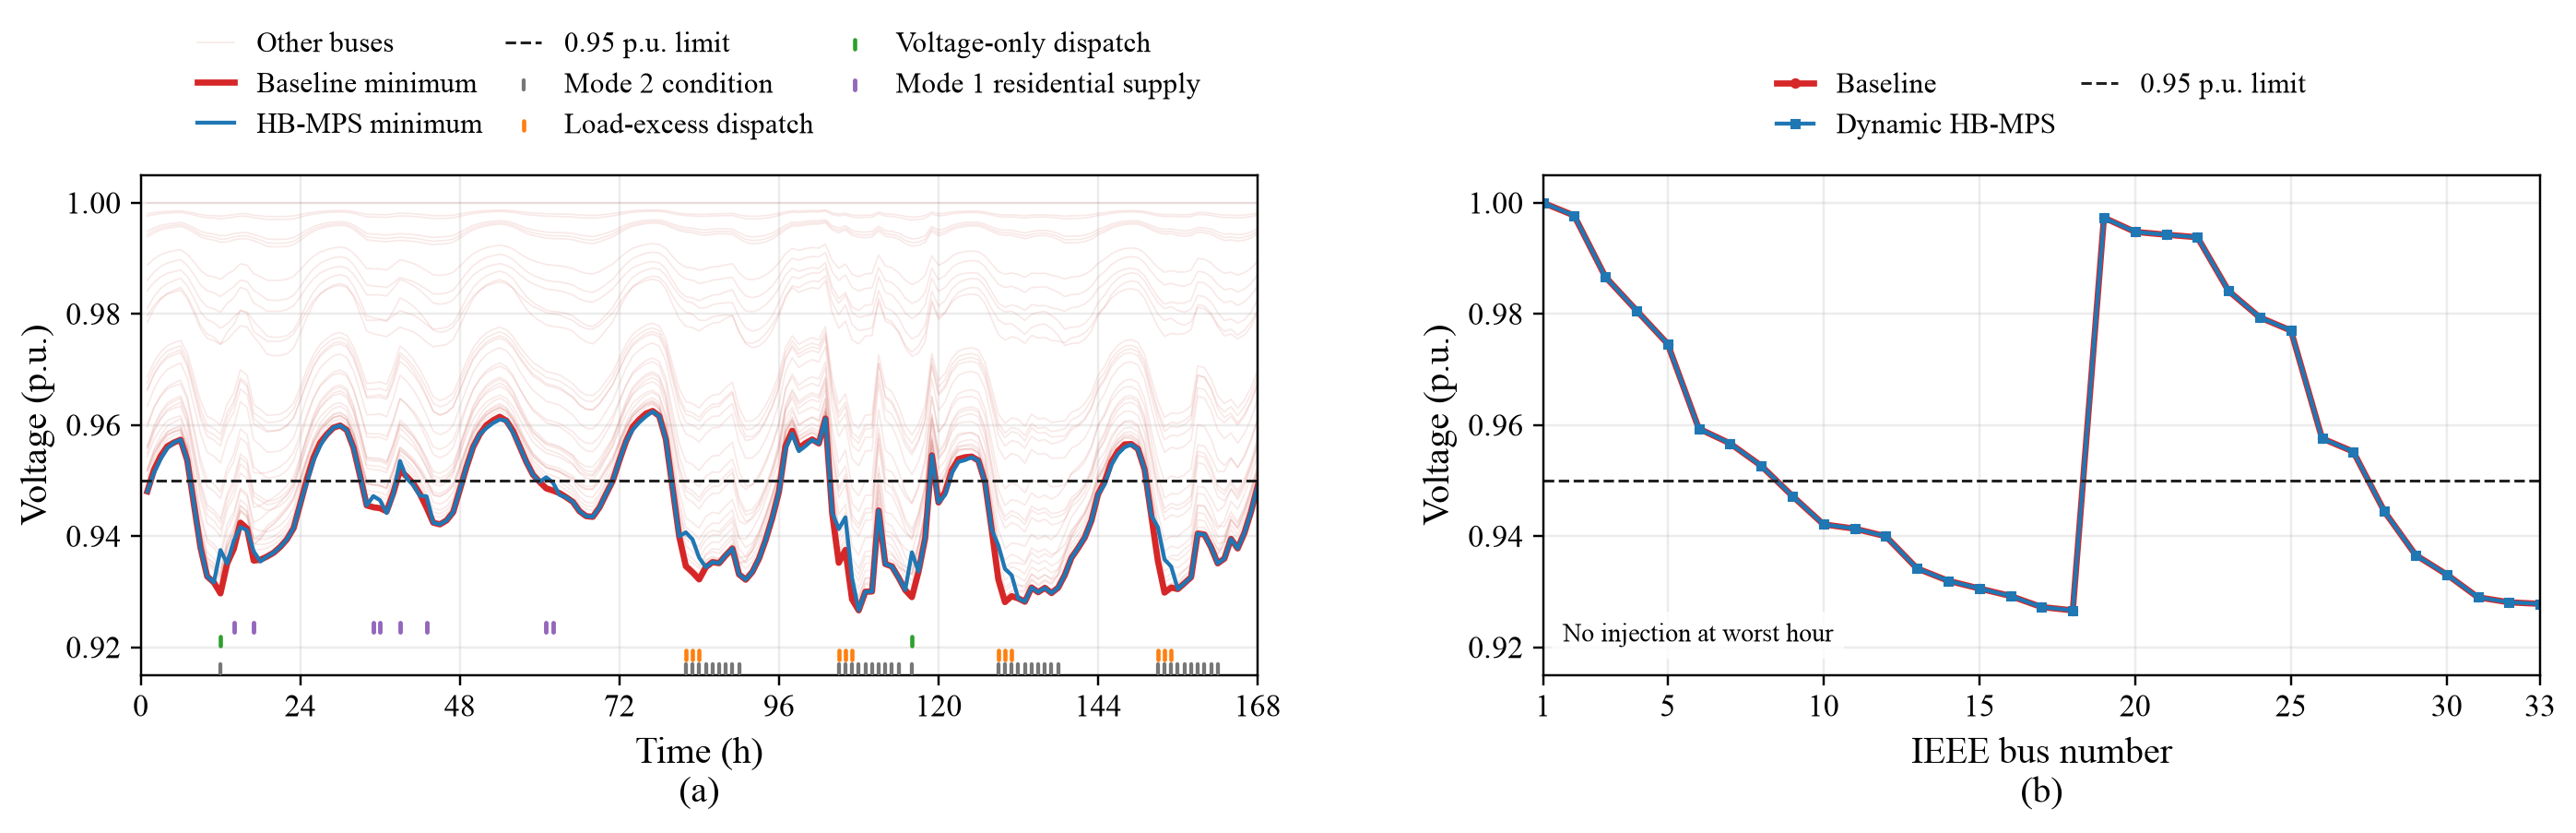 Other buses
Baseline minimum
HB-MPS minimum
0.95 p.u. limit
Mode 2 condition
Load-excess dispatch
Voltage-only dispatch
Mode 1 residential supply
Voltage (p.u.)
1.00
0.98
0.96
0.94
0.92
0 24 48 72 96 120 144 168
Time (h)
(a)
Baseline
Dynamic HB-MPS
0.95 p.u. limit
Voltage (p.u.)
1.00
0.98
0.96
0.94
0.92
No injection at worst hour
1 5 10 15 20 25 30 33
IEEE bus number
(b)